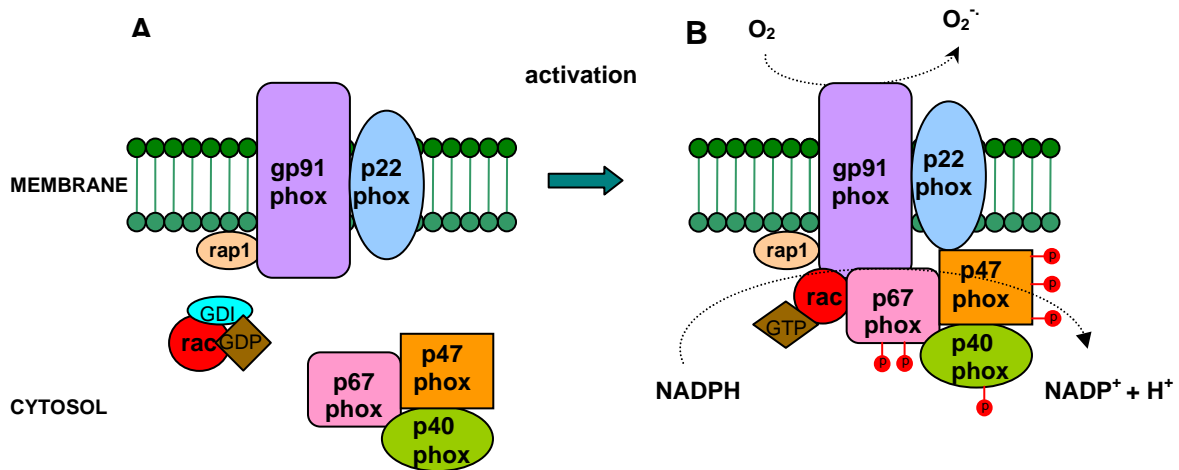 A
activation
MEMBRANE
gp91
phox
p22
phox
rap1
GDI
rac
GDP
CYTOSOL
p67
phox
p47
phox
p40
phox
B
O₂
O₂⁻·
gp91
phox
p22
phox
rap1
rac
GTP
p67
phox
p47
phox
p40
phox
p
p
p
p
p
p
NADPH
NADP⁺ + H⁺